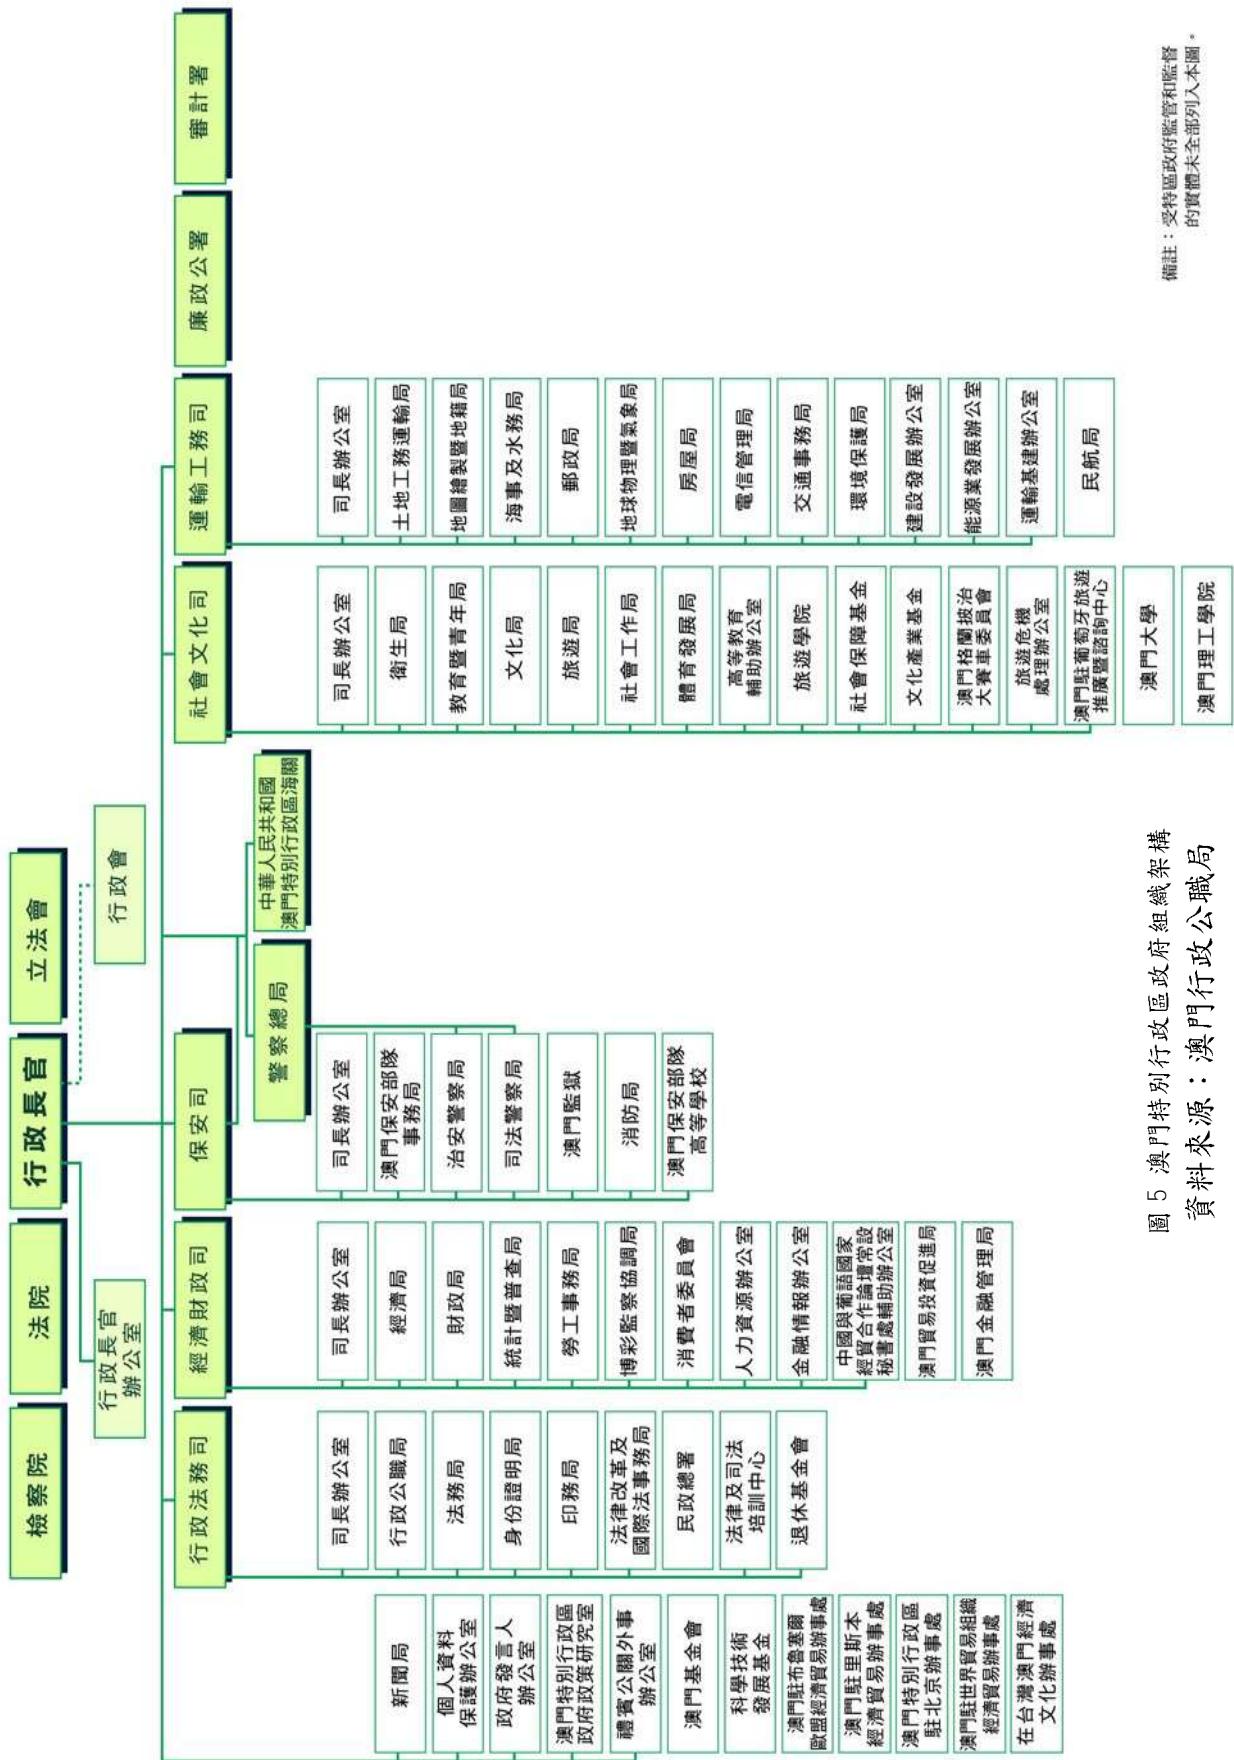 檢察院
法院
行政長官
立法會
行政長官
辦公室
行政會
行政法務司
經濟財政司
保安司
社會文化司
運輸工務司
廉政公署
審計署
警察總局
中華人民共和國
澳門特別行政區海關
新聞局
個人資料
保護辦公室
政府發言人
辦公室
澳門特別行政區
政府政策研究室
禮賓公關外事
辦公室
澳門基金會
科學技術
發展基金
澳門駐布魯塞爾
歐盟經濟貿易辦事處
澳門駐里斯本
經濟貿易辦事處
澳門特別行政區
駐北京辦事處
澳門駐世界貿易組織
經濟貿易辦事處
在台灣澳門經濟
文化辦事處
司長辦公室
行政公職局
法務局
身份證明局
印務局
法律改革及
國際法事務局
民政總署
法律及司法
培訓中心
退休基金會
司長辦公室
經濟局
財政局
統計暨普查局
勞工事務局
博彩監察協調局
消費者委員會
人力資源辦公室
金融情報辦公室
中國與葡語國家
經貿合作論壇常設
秘書處輔助辦公室
澳門貿易投資促進局
澳門金融管理局
司長辦公室
澳門保安部隊
事務局
治安警察局
司法警察局
澳門監獄
消防局
澳門保安部隊
高等學校
司長辦公室
衛生局
教育暨青年局
文化局
旅遊局
社會工作局
體育發展局
高等教育
輔助辦公室
旅遊學院
社會保障基金
文化產業基金
澳門格蘭披治
大賽車委員會
旅遊危機
處理辦公室
澳門駐葡萄牙旅遊
推廣暨諮詢中心
澳門大學
澳門理工學院
司長辦公室
土地工務運輸局
地圖繪製暨地籍局
海事及水務局
郵政局
地球物理暨氣象局
房屋局
電信管理局
交通事務局
環境保護局
建設發展辦公室
能源業發展辦公室
運輸基建辦公室
民航局
備註：受特區政府監管和監督
的實體未全部列入本圖。
圖 5 澳門特別行政區政府組織架構
資料來源：澳門行政公職局